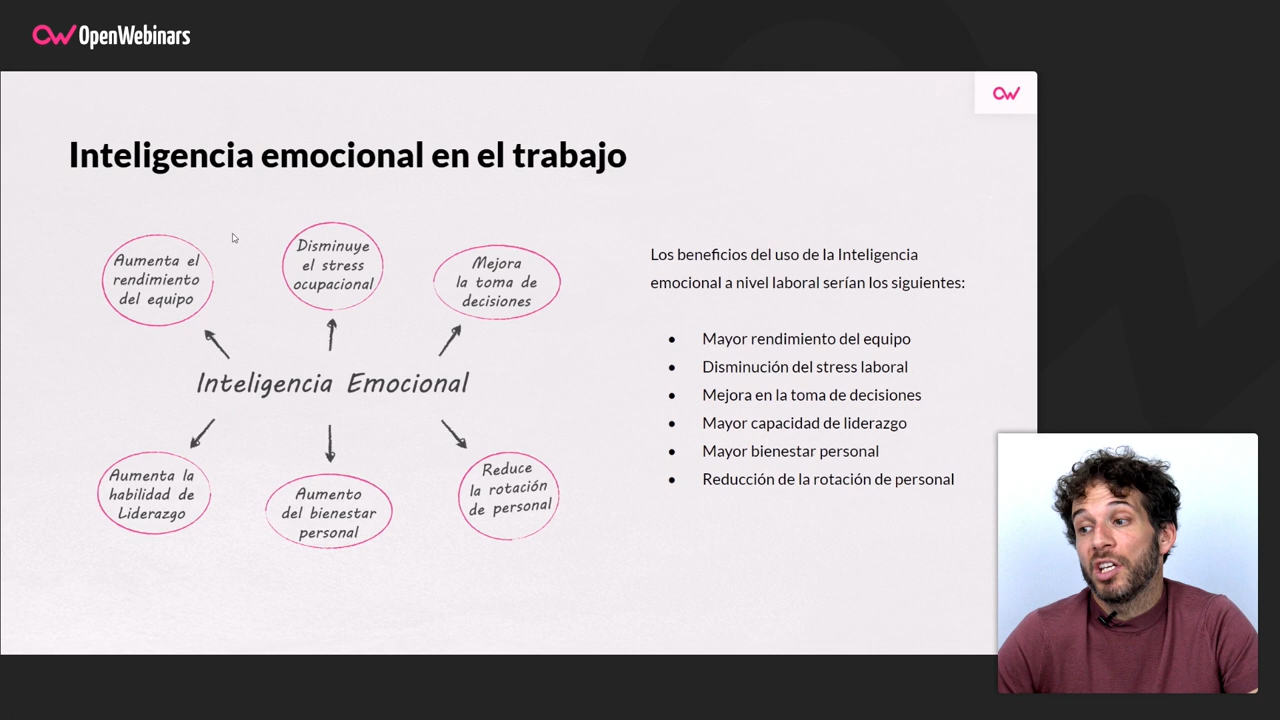 OpenWebinars
Inteligencia emocional en el trabajo
Aumenta el
rendimiento
del equipo
Disminuye
el stress
ocupacional
Mejora
la toma de
decisiones
Inteligencia Emocional
Aumenta la
habilidad de
Liderazgo
Aumento
del bienestar
personal
Reduce
la rotación
de personal
Los beneficios del uso de la Inteligencia
emocional a nivel laboral serían los siguientes:
• Mayor rendimiento del equipo
• Disminución del stress laboral
• Mejora en la toma de decisiones
• Mayor capacidad de liderazgo
• Mayor bienestar personal
• Reducción de la rotación de personal